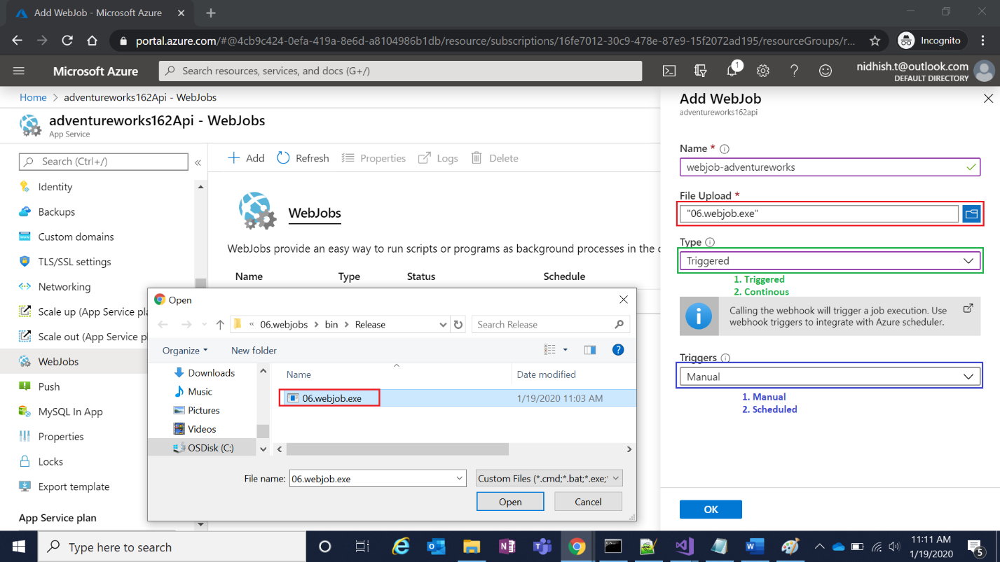 Add WebJob - Microsoft Azure
portal.azure.com/#@4cb9c424-0efa-419a-8e6d-a8104986b1db/resource/subscriptions/16fe7012-30c9-478e-87e9-15f2072ad195/resourceGroups/r...
Incognito
Microsoft Azure
Search resources, services, and docs (G+/)
1
nidhish.t@outlook.com
DEFAULT DIRECTORY
Home > adventureworks162Api - WebJobs
adventureworks162Api - WebJobs
App Service
Search (Ctrl+/)
«
Identity
Backups
Custom domains
TLS/SSL settings
Networking
Scale up (App Service pla
Scale out (App Service p
WebJobs
Push
MySQL In App
Properties
Locks
Export template
App Service plan
Add
Refresh
Properties
Logs
Delete
WebJobs
WebJobs provide an easy way to run scripts or programs as background processes in the c
Name Type Status Schedule
Open
« 06.webjobs > bin > Release
Search Release
Organize
New folder
Downloads
Music
Pictures
Videos
OSDisk (C:)
Name Date modified
06.webjob.exe 1/19/2020 11:03 AM
File name: 06.webjob.exe
Custom Files (*.cmd;*.bat;*.exe;
Open
Cancel
Add WebJob
adventureworks162api
Name *
webjob-adventureworks
File Upload *
"06.webjob.exe"
Type
Triggered
1. Triggered
2. Continous
Calling the webhook will trigger a job execution. Use
webhook triggers to integrate with Azure scheduler.
Triggers
Manual
1. Manual
2. Scheduled
OK
Type here to search
11:11 AM
1/19/2020
5